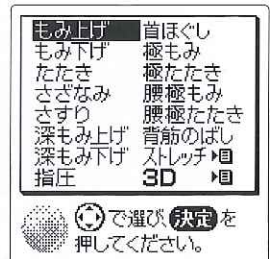 もみ上げ 首ほぐし
もみ下げ 極もみ
たたき 極たたき
さざなみ 腰極もみ
さすり 腰極たたき
深もみ上げ 背筋のばし
深もみ下げ ストレッチ
指圧 3D
で選び、決定を
押してください。